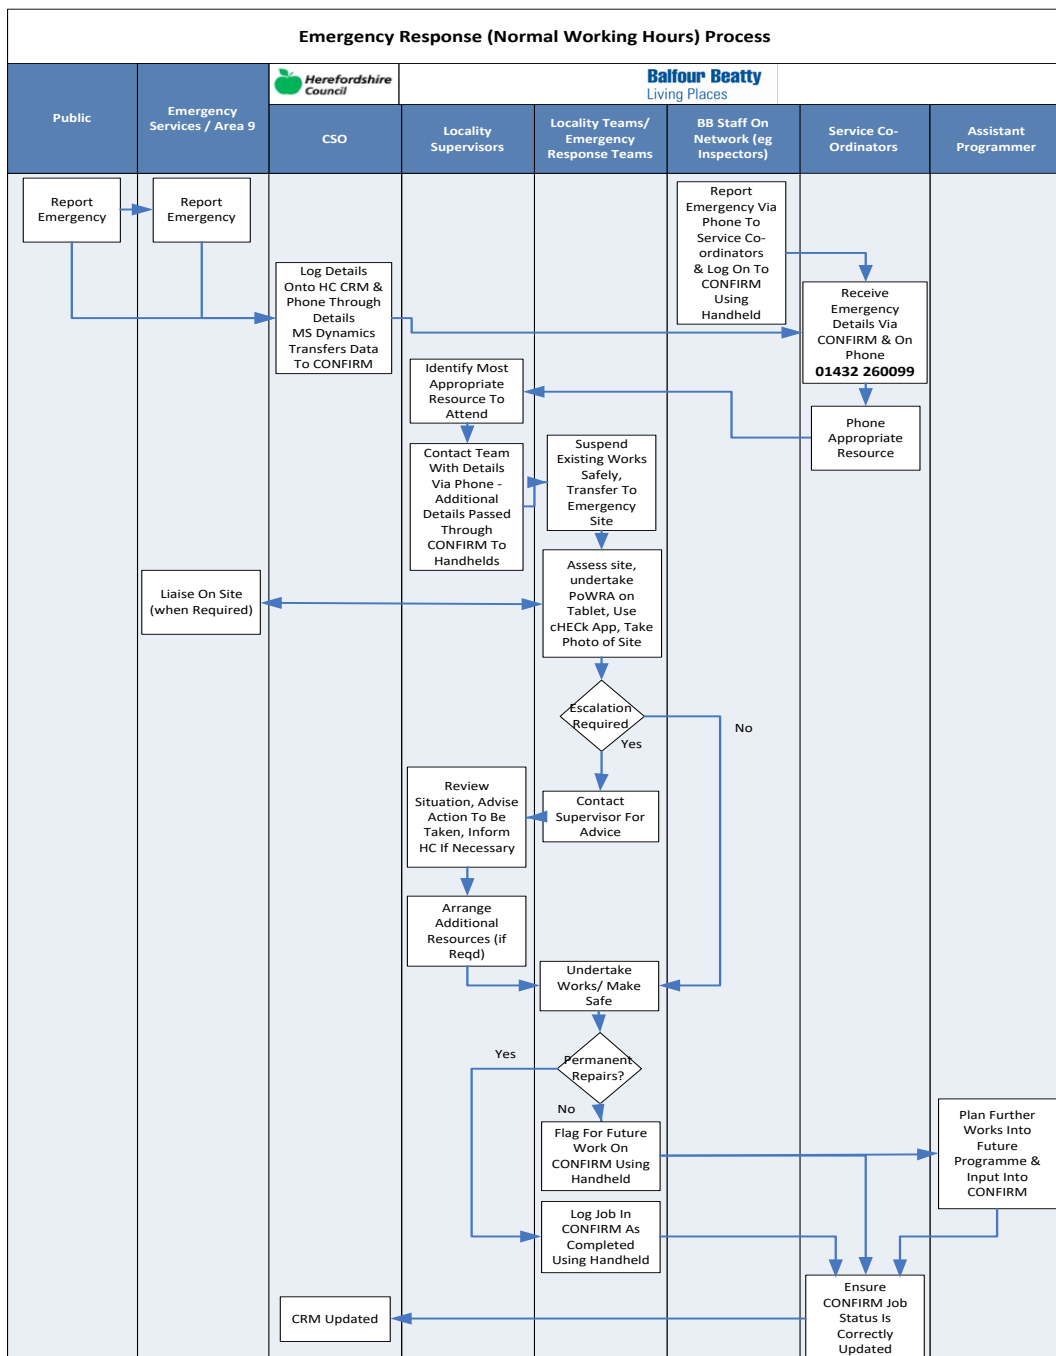 Emergency Response (Normal Working Hours) Process
Herefordshire
Council
Balfour Beatty
Living Places
Public
Emergency
Services / Area 9
CSO
Locality
Supervisors
Locality Teams/
Emergency
Response Teams
BB Staff On
Network (eg
Inspectors)
Service Co-
Ordinators
Assistant
Programmer
Report
Emergency
Report
Emergency
Report
Emergency Via
Phone To
Service Co-
ordinators
& Log On To
CONFIRM
Using
Handheld
Log Details
Onto HC CRM &
Phone Through
Details
MS Dynamics
Transfers Data
To CONFIRM
Receive
Emergency
Details Via
CONFIRM & On
Phone
01432 260099
Identify Most
Appropriate
Resource To
Attend
Phone
Appropriate
Resource
Contact Team
With Details
Via Phone -
Additional
Details Passed
Through
CONFIRM To
Handhelds
Suspend
Existing Works
Safely,
Transfer To
Emergency
Site
Liaise On Site
(when Required)
Assess site,
undertake
PoWRA on
Tablet, Use
cHECk App, Take
Photo of Site
Escalation
Required
No
Yes
Review
Situation, Advise
Action To Be
Taken, Inform
HC If Necessary
Contact
Supervisor For
Advice
Arrange
Additional
Resources (if
Reqd)
Undertake
Works/ Make
Safe
Yes
Permanent
Repairs?
No
Flag For Future
Work On
CONFIRM Using
Handheld
Plan Further
Works Into
Future
Programme &
Input Into
CONFIRM
Log Job In
CONFIRM As
Completed
Using Handheld
CRM Updated
Ensure
CONFIRM Job
Status Is
Correctly
Updated